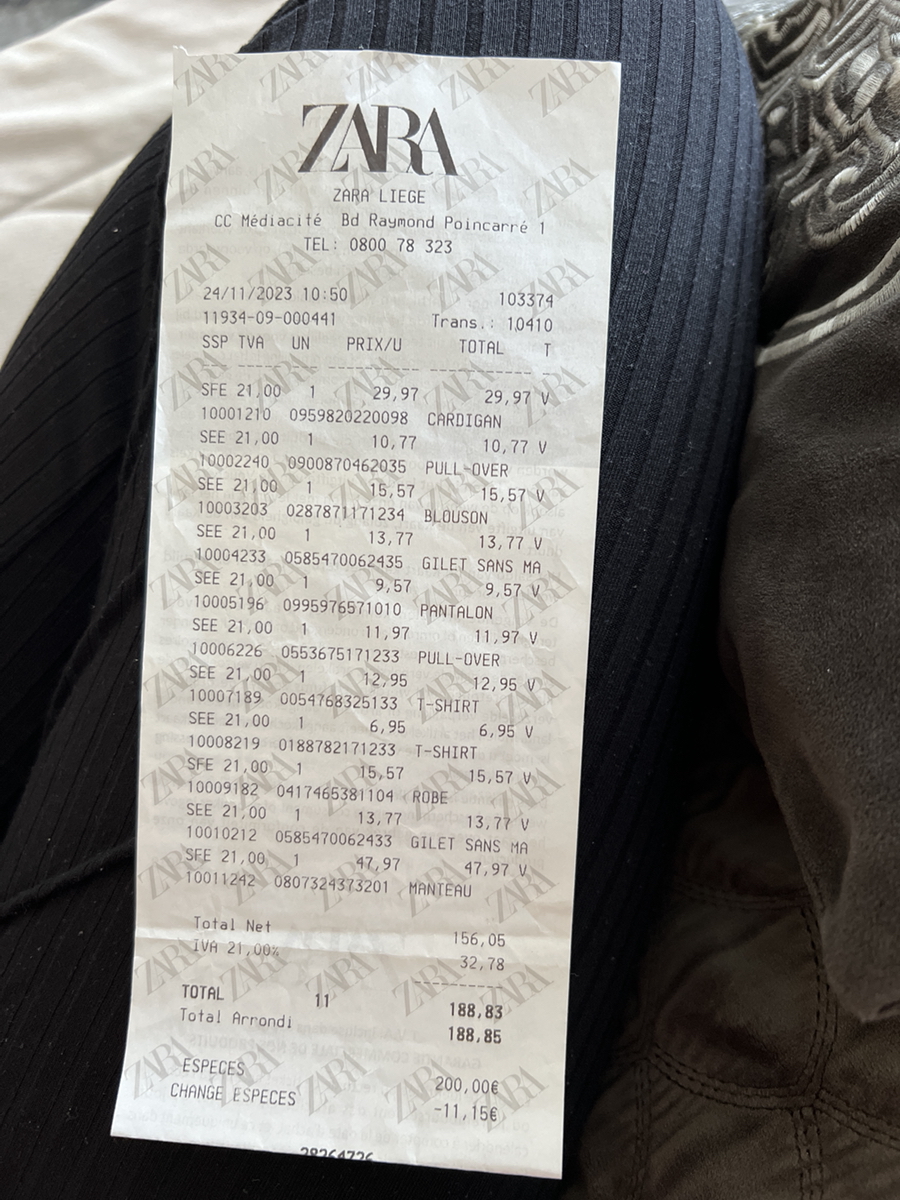 ZARA
ZARA LIEGE
CC Médiacité Bd Raymond Poincarré 1
TEL: 0800 78 323
24/11/2023 10:50 103374
11934-09-000441 Trans.: 10410
SSP TVA UN PRIX/U TOTAL T
SFE 21,00 1 29,97 29,97 V
10001210 0959820220098 CARDIGAN
SEE 21,00 1 10,77 10,77 V
10002240 0900870462035 PULL-OVER
SEE 21,00 1 15,57 15,57 V
10003203 0287871171234 BLOUSON
SEE 21,00 1 13,77 13,77 V
10004233 0585470062435 GILET SANS MA
SEE 21,00 1 9,57 9,57 V
10005196 0995976571010 PANTALON
SEE 21,00 1 11,97 11,97 V
10006226 0553675171233 PULL-OVER
SEE 21,00 1 12,95 12,95 V
10007189 0054768325133 T-SHIRT
SEE 21,00 1 6,95 6,95 V
10008219 0188782171233 T-SHIRT
SFE 21,00 1 15,57 15,57 V
10009182 0417465381104 ROBE
SEE 21,00 1 13,77 13,77 V
10010212 0585470062433 GILET SANS MA
SFE 21,00 1 47,97 47,97 V
10011242 0807324373201 MANTEAU
Total Net 156,05
IVA 21,00% 32,78
TOTAL 11 188,83
Total Arrondi 188,85
ESPECES 200,00€
CHANGE ESPECES -11,15€